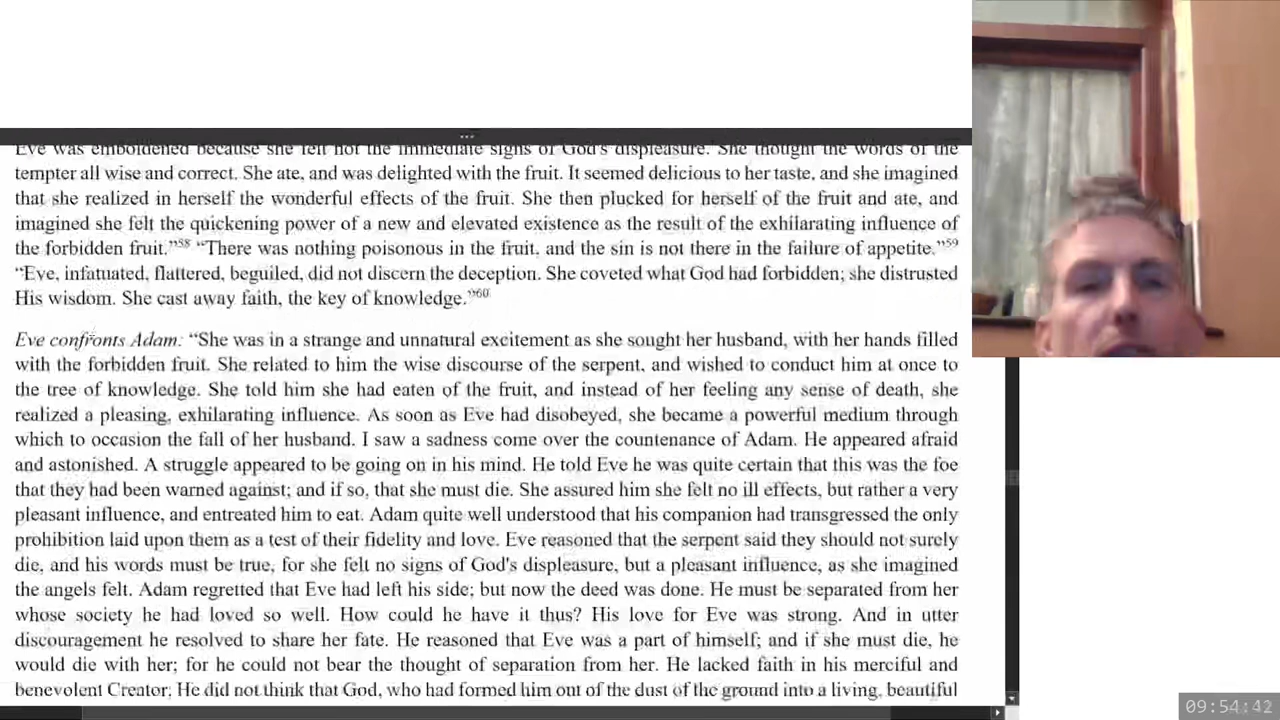 Eve was emboldened because she felt not the immediate signs of God's displeasure. She thought the words of the
tempter all wise and correct. She ate, and was delighted with the fruit. It seemed delicious to her taste, and she imagined
that she realized in herself the wonderful effects of the fruit. She then plucked for herself of the fruit and ate, and
imagined she felt the quickening power of a new and elevated existence as the result of the exhilarating influence of
the forbidden fruit.”⁵⁸ “There was nothing poisonous in the fruit, and the sin is not there in the failure of appetite.”⁵⁹
“Eve, infatuated, flattered, beguiled, did not discern the deception. She coveted what God had forbidden; she distrusted
His wisdom. She cast away faith, the key of knowledge.”⁶⁰
Eve confronts Adam: “She was in a strange and unnatural excitement as she sought her husband, with her hands filled
with the forbidden fruit. She related to him the wise discourse of the serpent, and wished to conduct him at once to
the tree of knowledge. She told him she had eaten of the fruit, and instead of her feeling any sense of death, she
realized a pleasing, exhilarating influence. As soon as Eve had disobeyed, she became a powerful medium through
which to occasion the fall of her husband. I saw a sadness come over the countenance of Adam. He appeared afraid
and astonished. A struggle appeared to be going on in his mind. He told Eve he was quite certain that this was the foe
that they had been warned against; and if so, that she must die. She assured him she felt no ill effects, but rather a very
pleasant influence, and entreated him to eat. Adam quite well understood that his companion had transgressed the only
prohibition laid upon them as a test of their fidelity and love. Eve reasoned that the serpent said they should not surely
die, and his words must be true, for she felt no signs of God's displeasure, but a pleasant influence, as she imagined
the angels felt. Adam regretted that Eve had left his side; but now the deed was done. He must be separated from her
whose society he had loved so well. How could he have it thus? His love for Eve was strong. And in utter
discouragement he resolved to share her fate. He reasoned that Eve was a part of himself; and if she must die, he
would die with her; for he could not bear the thought of separation from her. He lacked faith in his merciful and
benevolent Creator. He did not think that God, who had formed him out of the dust of the ground into a living, beautiful
09:54:42